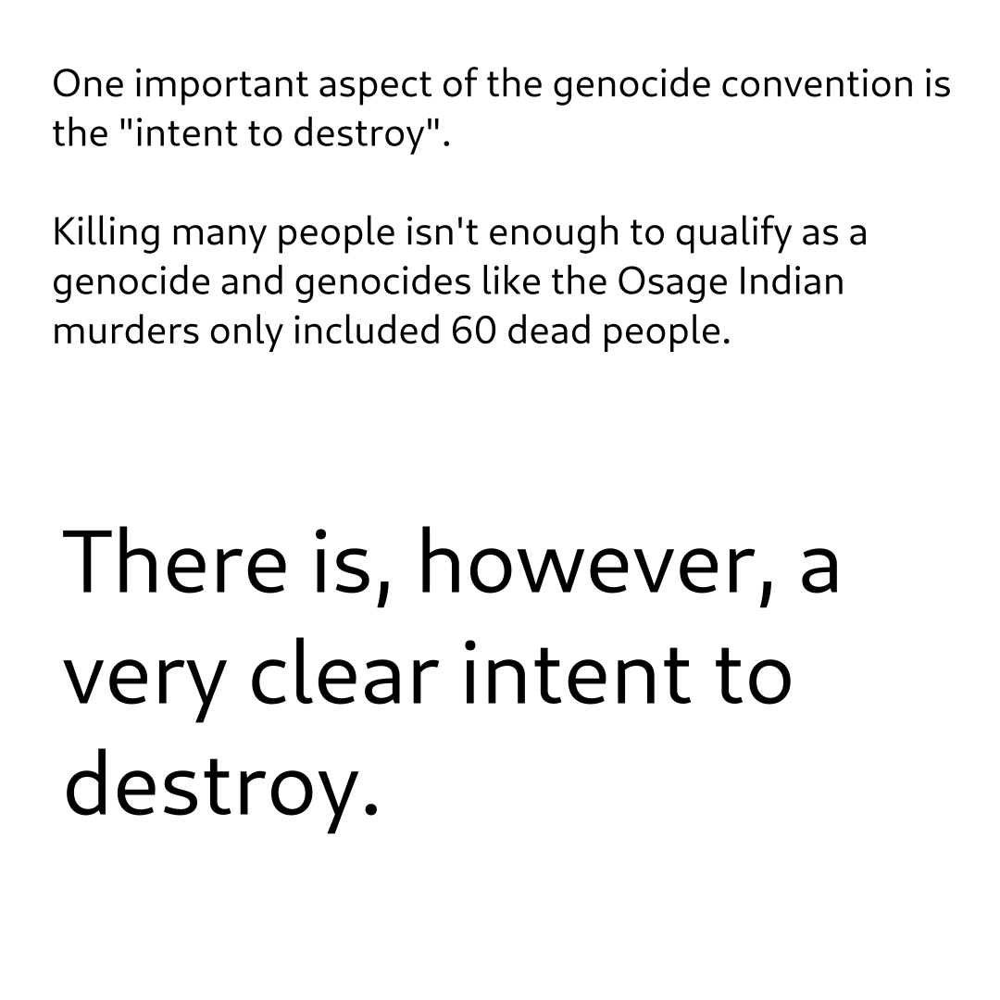 One important aspect of the genocide convention is
the "intent to destroy".
Killing many people isn't enough to qualify as a
genocide and genocides like the Osage Indian
murders only included 60 dead people.
There is, however, a
very clear intent to
destroy.